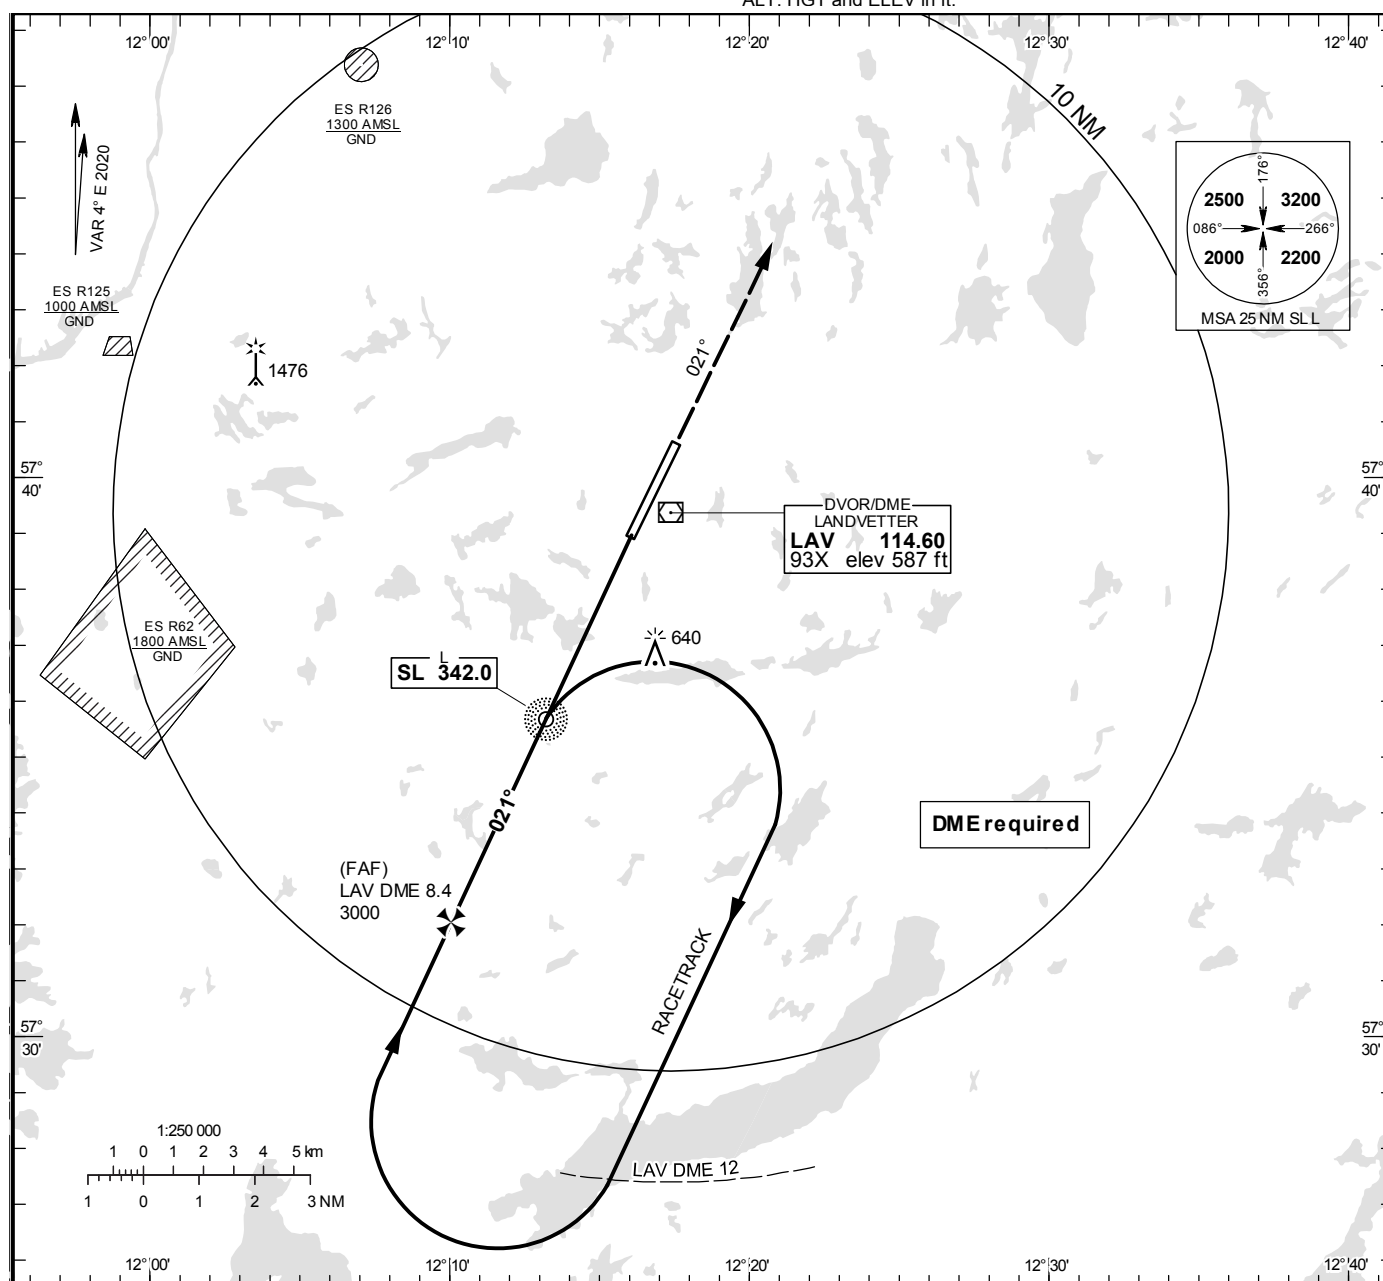 ALT. HGT and ELEV in ft.
12° 00'
12° 10'
12° 20'
12° 30'
12° 40'
10 NM
ES R126
1300 AMSL
GND
VAR 4° E 2020
176°
2500 3200
086° 266°
2000 2200
356°
MSA 25 NM SLL
ES R125
1000 AMSL
GND
1476
021°
57°
40'
57°
40'
DVOR/DME
LANDVETTER
LAV 114.60
93X elev 587 ft
ES R62
1800 AMSL
GND
640
L
SL 342.0
021°
DME required
(FAF)
LAV DME 8.4
3000
RACETRACK
57°
30'
57°
30'
1:250 000
1 0 1 2 3 4 5 km
1 0 1 2 3 NM
LAV DME 12
12° 00'
12° 10'
12° 20'
12° 30'
12° 40'